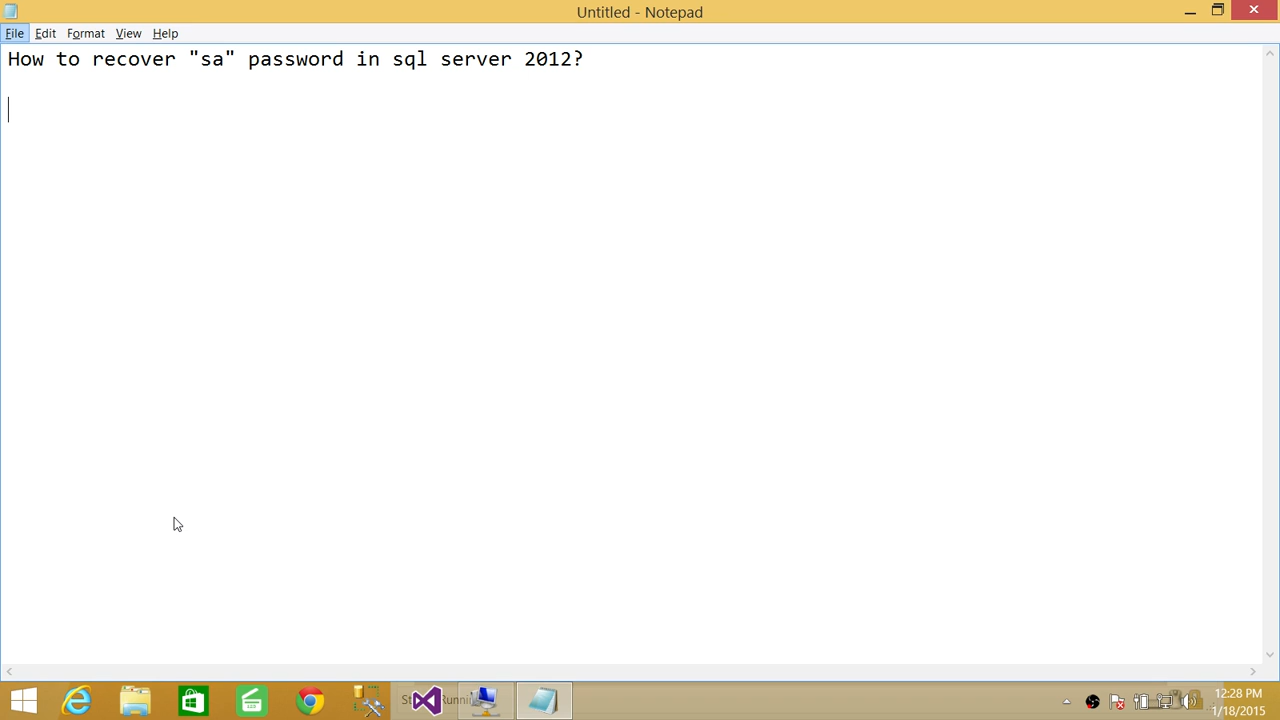 Untitled - Notepad
File Edit Format View Help
How to recover "sa" password in sql server 2012?
12:28 PM
1/18/2015